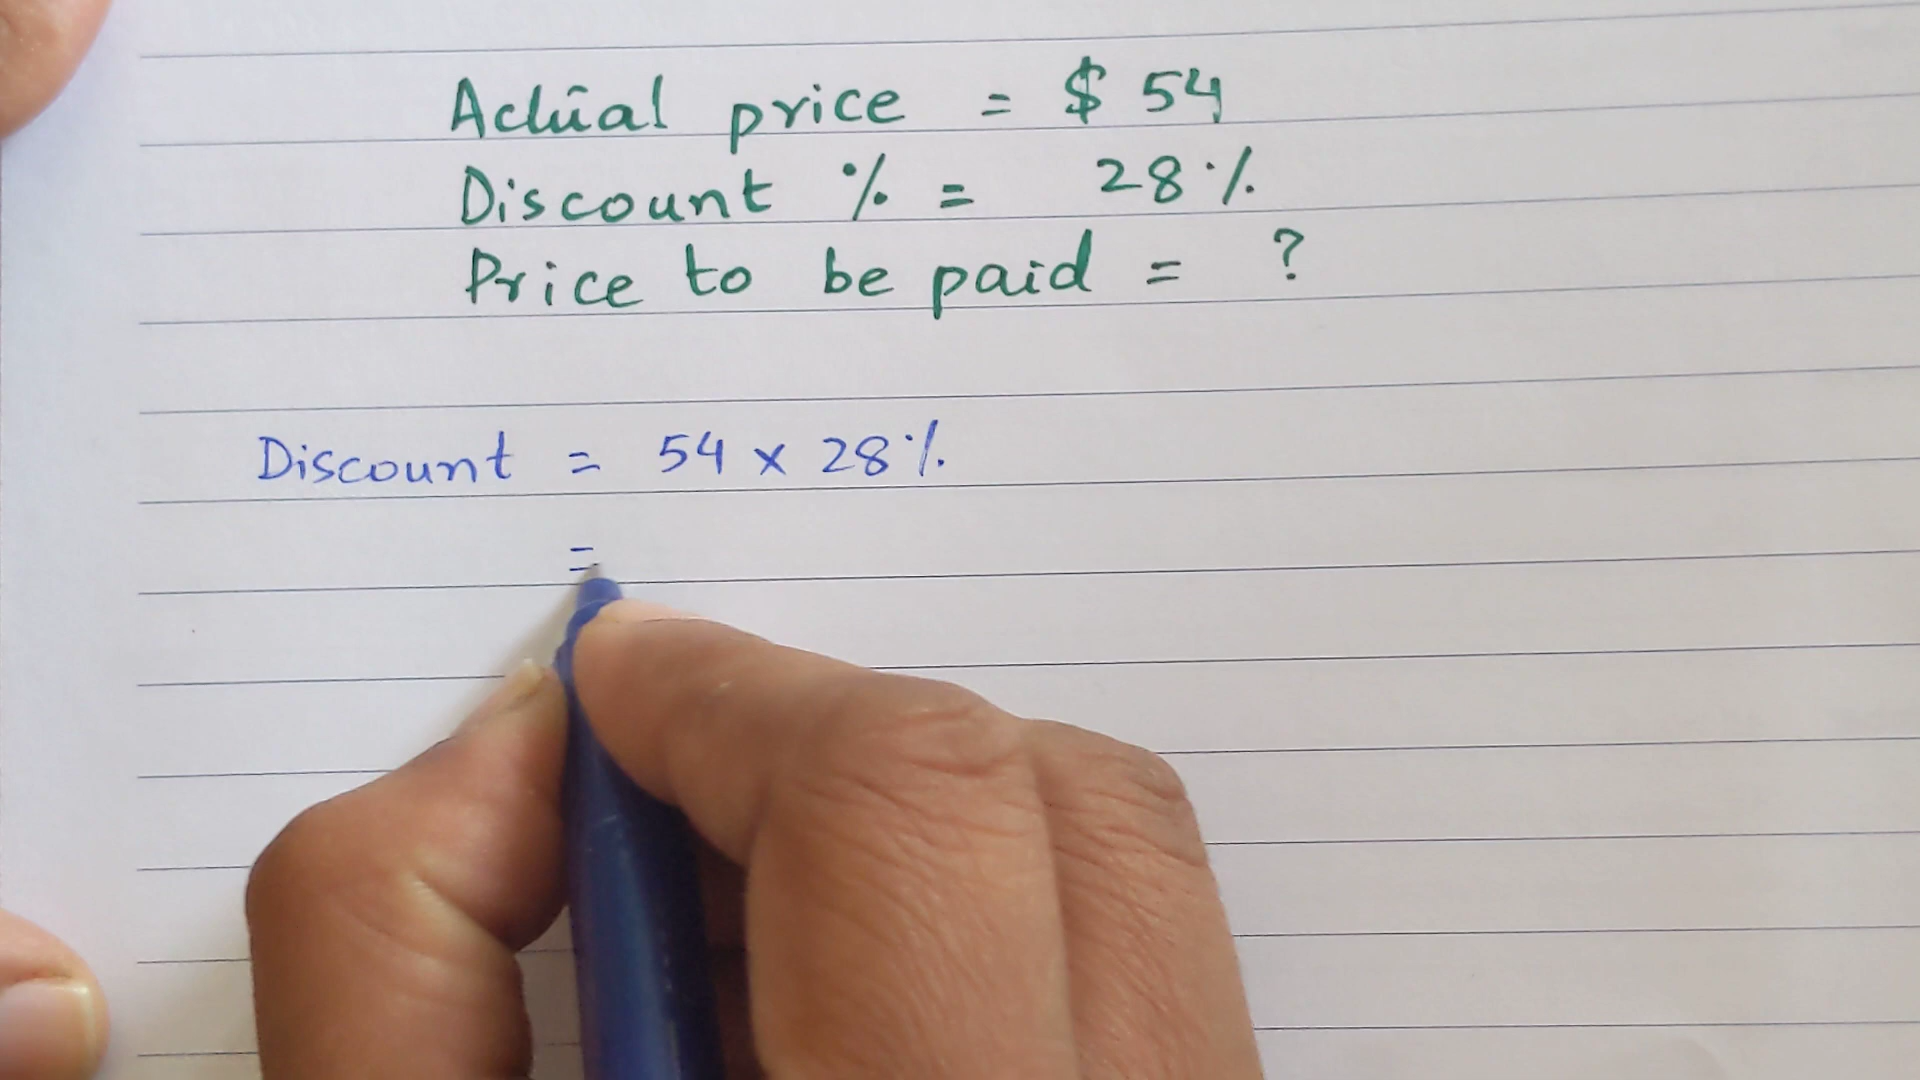 Actual price = $ 54
Discount % = 28%
Price to be paid = ?
Discount = 54 x 28%
=